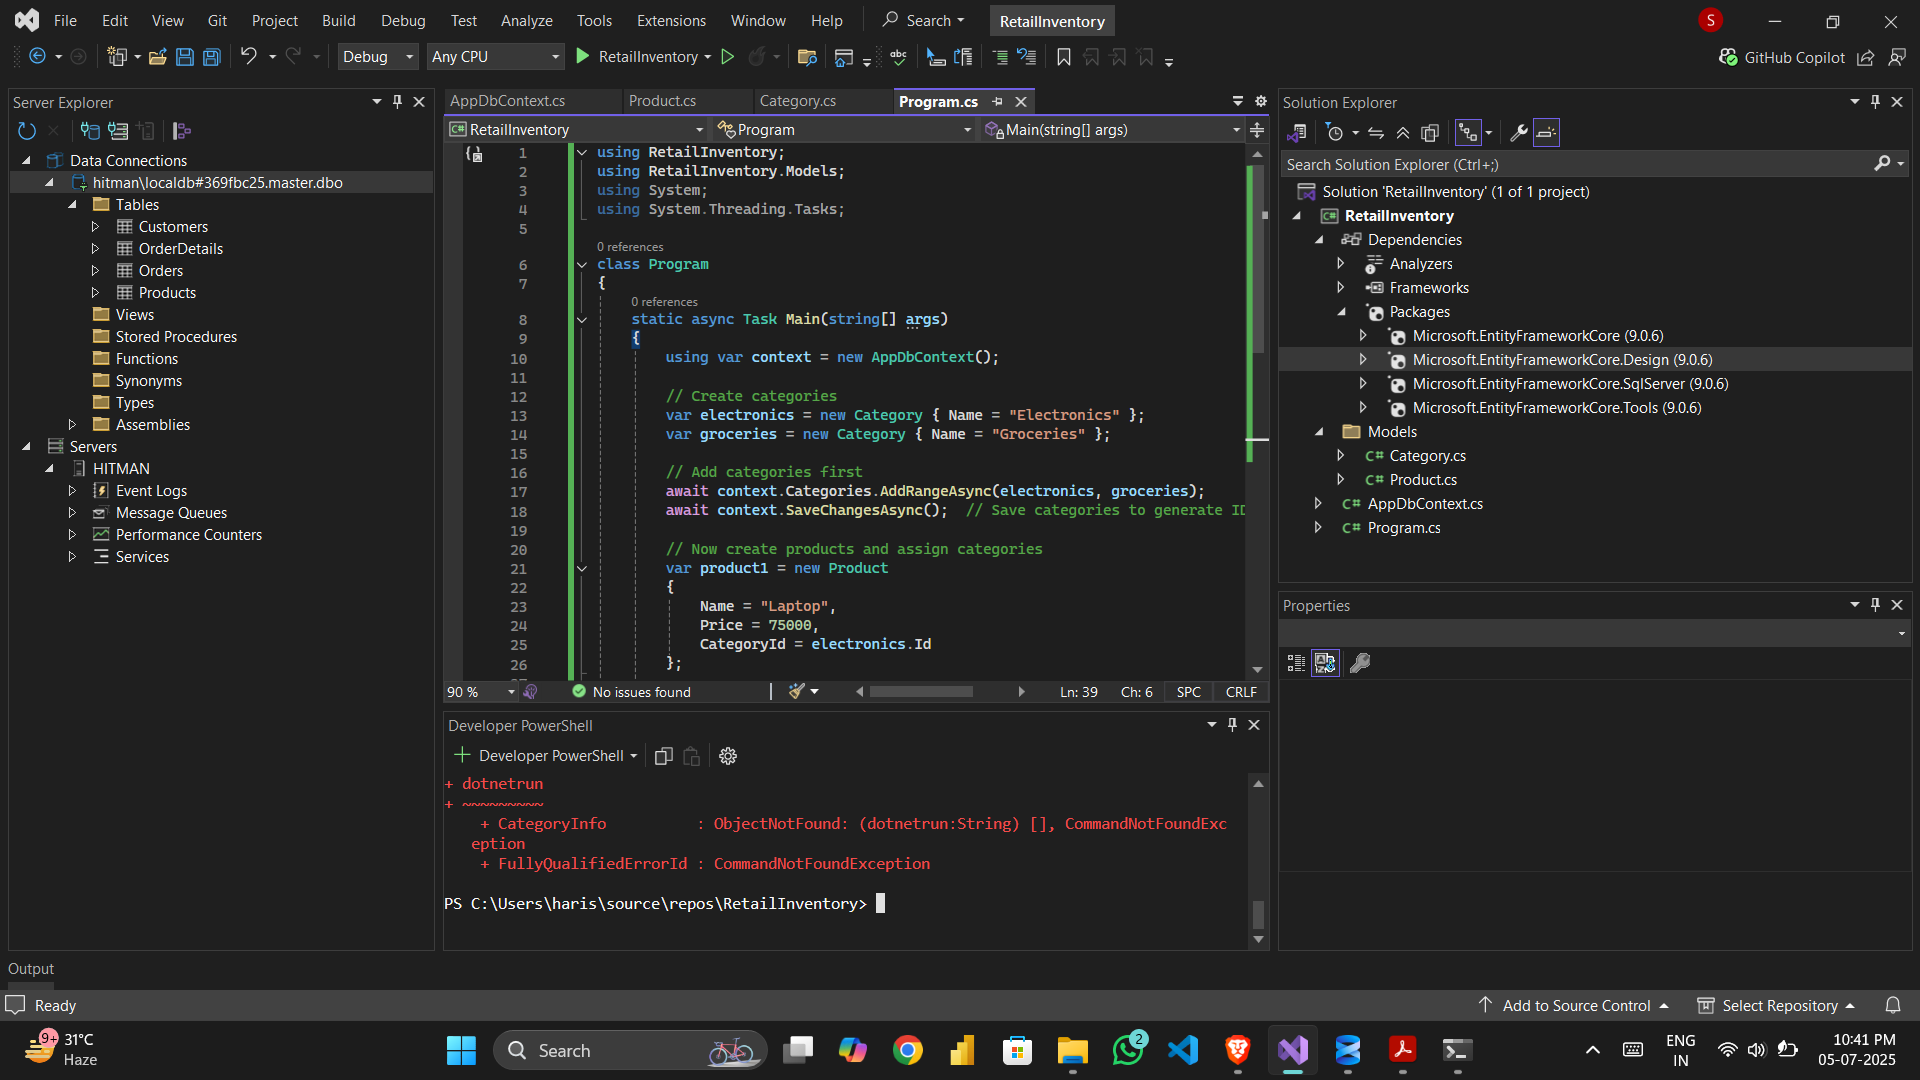 File Edit View Git Project Build Debug Test Analyze Tools Extensions Window Help Search RetailInventory S
Debug Any CPU RetailInventory abc GitHub Copilot
Server Explorer
Data Connections
hitman\localdb#369fbc25.master.dbo
Tables
Customers
OrderDetails
Orders
Products
Views
Stored Procedures
Functions
Synonyms
Types
Assemblies
Servers
HITMAN
Event Logs
Message Queues
Performance Counters
Services
AppDbContext.cs Product.cs Category.cs Program.cs
C# RetailInventory Program Main(string[] args)
1 using RetailInventory;
2 using RetailInventory.Models;
3 using System;
4 using System.Threading.Tasks;
5
0 references
6 class Program
7 {
0 references
8 static async Task Main(string[] args)
9 {
10 using var context = new AppDbContext();
11
12 // Create categories
13 var electronics = new Category { Name = "Electronics" };
14 var groceries = new Category { Name = "Groceries" };
15
16 // Add categories first
17 await context.Categories.AddRangeAsync(electronics, groceries);
18 await context.SaveChangesAsync(); // Save categories to generate ID
19
20 // Now create products and assign categories
21 var product1 = new Product
22 {
23 Name = "Laptop",
24 Price = 75000,
25 CategoryId = electronics.Id
26 };
90 % No issues found Ln: 39 Ch: 6 SPC CRLF
Developer PowerShell
Developer PowerShell
+ dotnetrun
+ ~~~~~~~~~
+ CategoryInfo : ObjectNotFound: (dotnetrun:String) [], CommandNotFoundExc
eption
+ FullyQualifiedErrorId : CommandNotFoundException
PS C:\Users\haris\source\repos\RetailInventory>
Solution Explorer
Search Solution Explorer (Ctrl+;)
Solution 'RetailInventory' (1 of 1 project)
C# RetailInventory
Dependencies
Analyzers
Frameworks
Packages
Microsoft.EntityFrameworkCore (9.0.6)
Microsoft.EntityFrameworkCore.Design (9.0.6)
Microsoft.EntityFrameworkCore.SqlServer (9.0.6)
Microsoft.EntityFrameworkCore.Tools (9.0.6)
Models
C# Category.cs
C# Product.cs
C# AppDbContext.cs
C# Program.cs
Properties
Output
Ready Add to Source Control Select Repository
9+ 31°C
Haze
Search
2
ENG
IN
10:41 PM
05-07-2025